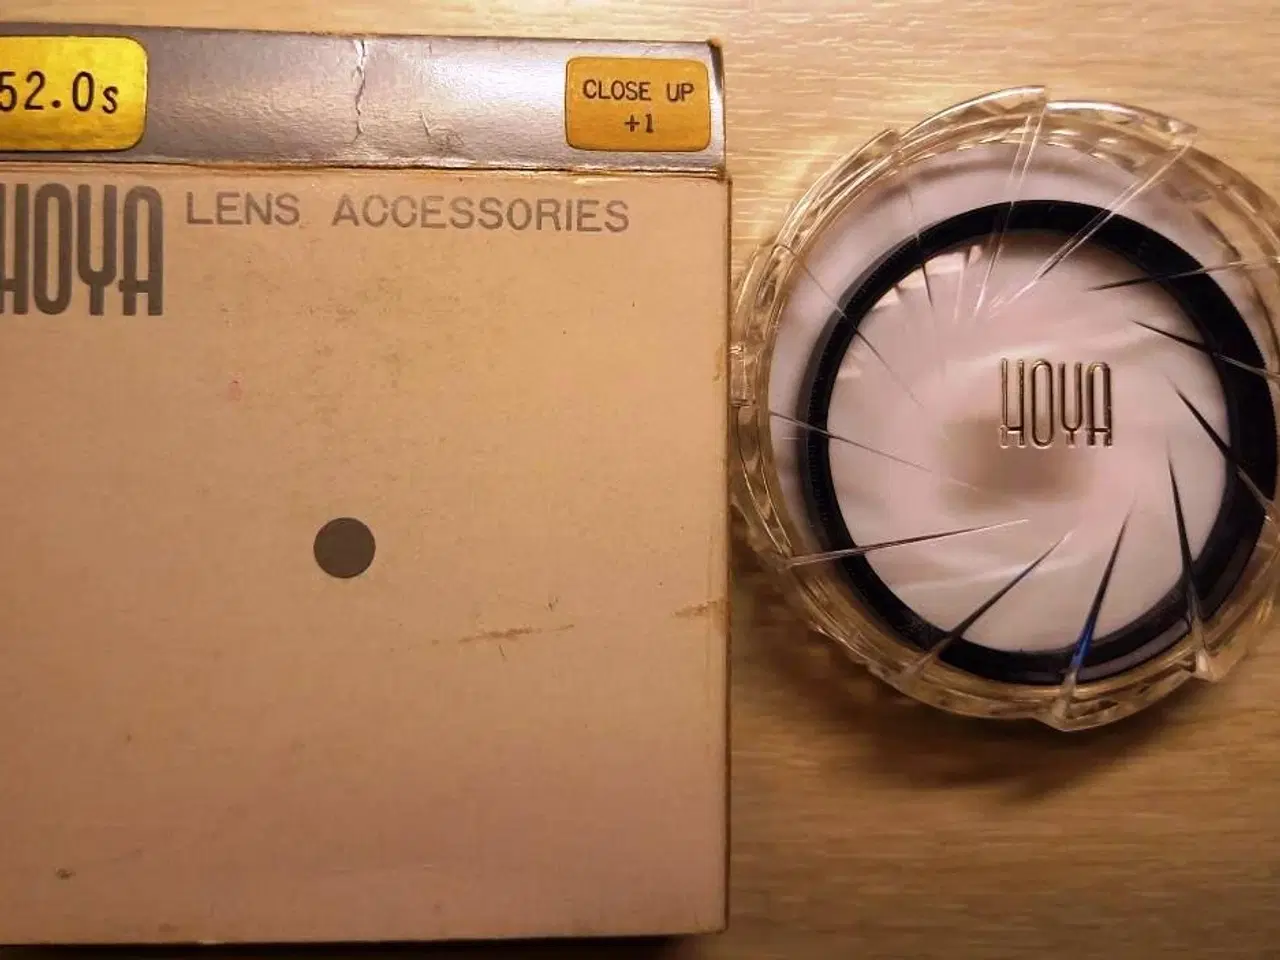 52.0s
CLOSE UP
+1
HOYA
LENS ACCESSORIES
HOYA